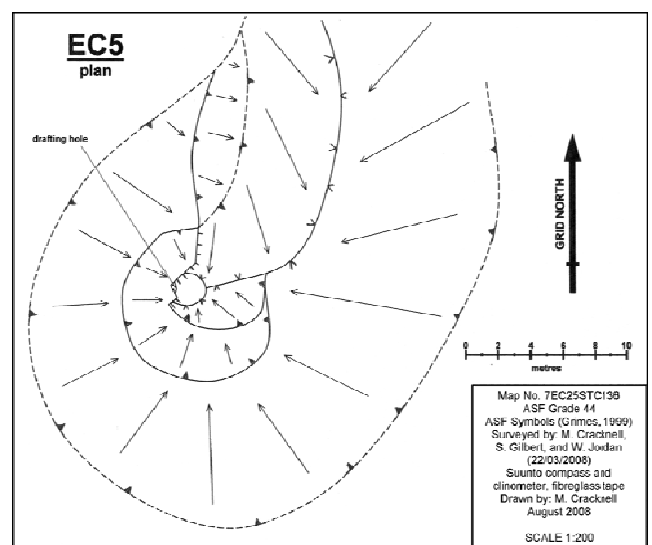 EC5
plan
drafting hole
GRID NORTH
0 2 4 6 8 10
metres
Map No. 7EC25STC136
ASF Grade 44
ASF Symbols (Grimes, 1999)
Surveyed by: M. Cracknell,
S. Gilbert, and W. Jordan
(22/03/2008)
Suunto compass and
clinometer, fibreglass tape
Drawn by: M. Cracknell
August 2008
SCALE 1:200